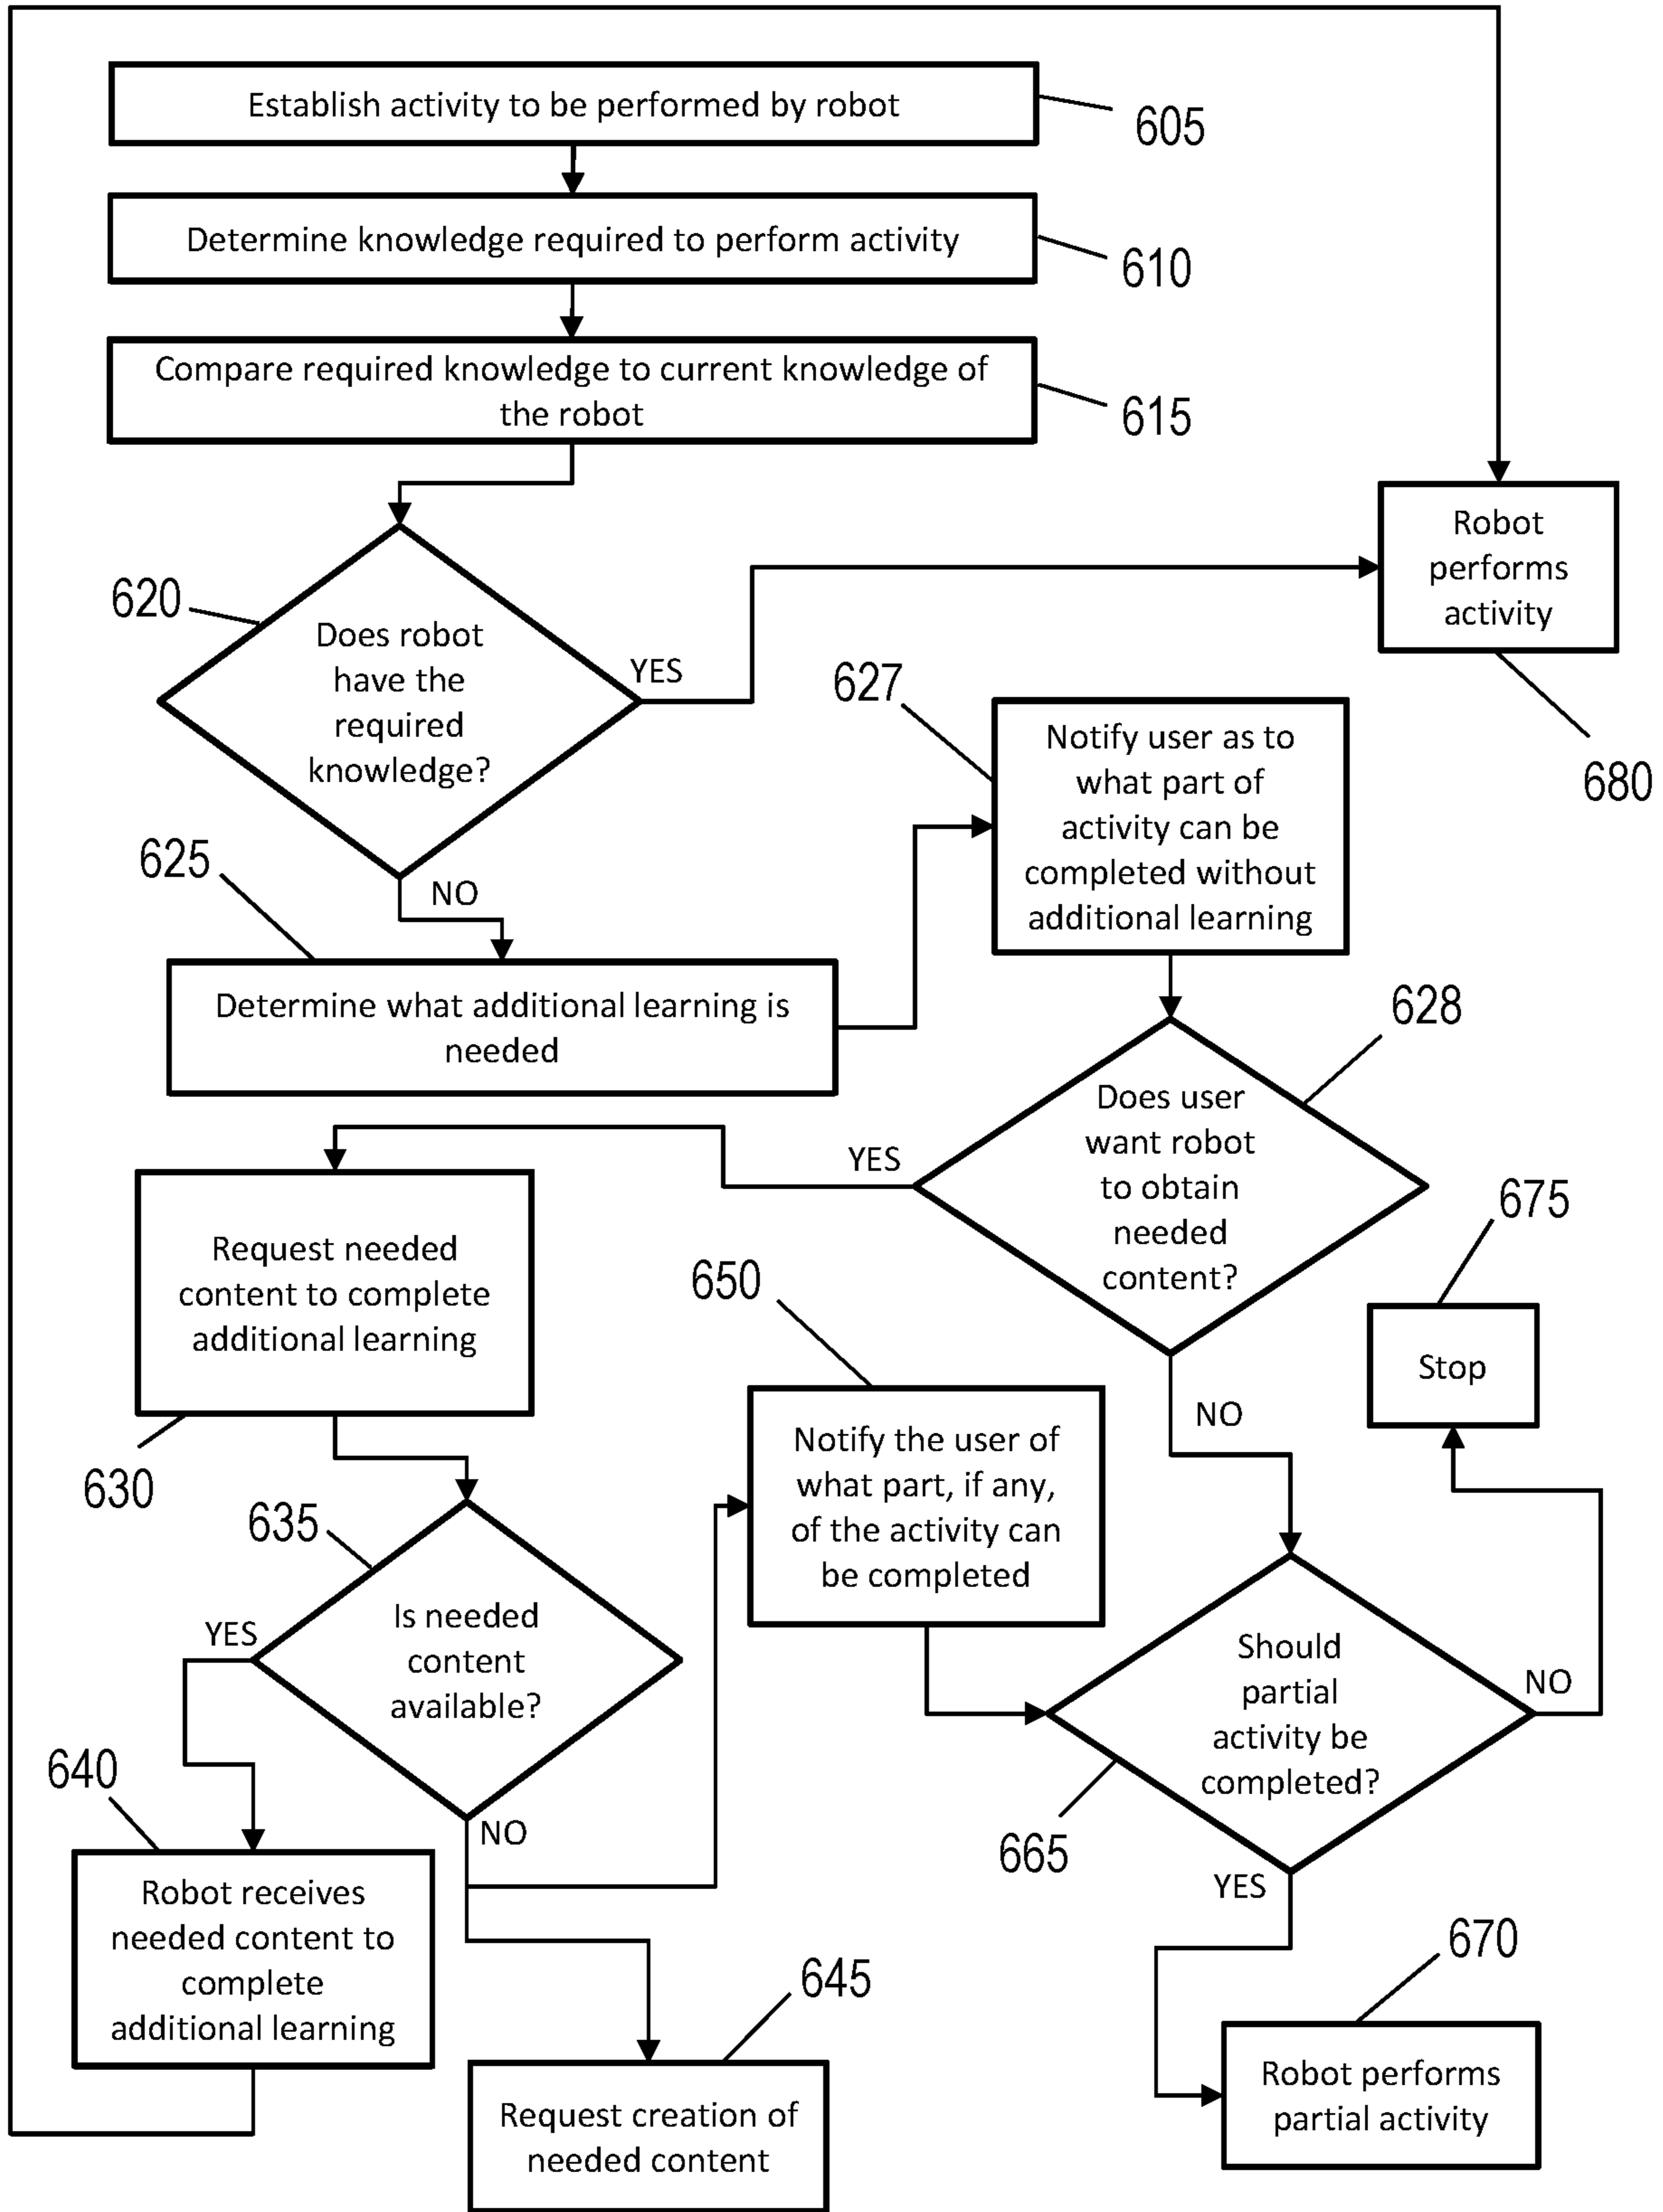 Establish activity to be performed by robot
605
Determine knowledge required to perform activity
610
Compare required knowledge to current knowledge of
the robot
615
Robot
performs
activity
680
620
Does robot
have the
required
knowledge?
YES
NO
627
Notify user as to
what part of
activity can be
completed without
additional learning
625
Determine what additional learning is
needed
628
Does user
want robot
to obtain
needed
content?
YES
NO
Request needed
content to complete
additional learning
630
650
Notify the user of
what part, if any,
of the activity can
be completed
675
Stop
635
Is needed
content
available?
YES
NO
Should
partial
activity be
completed?
NO
665
YES
640
Robot receives
needed content to
complete
additional learning
645
Request creation of
needed content
670
Robot performs
partial activity